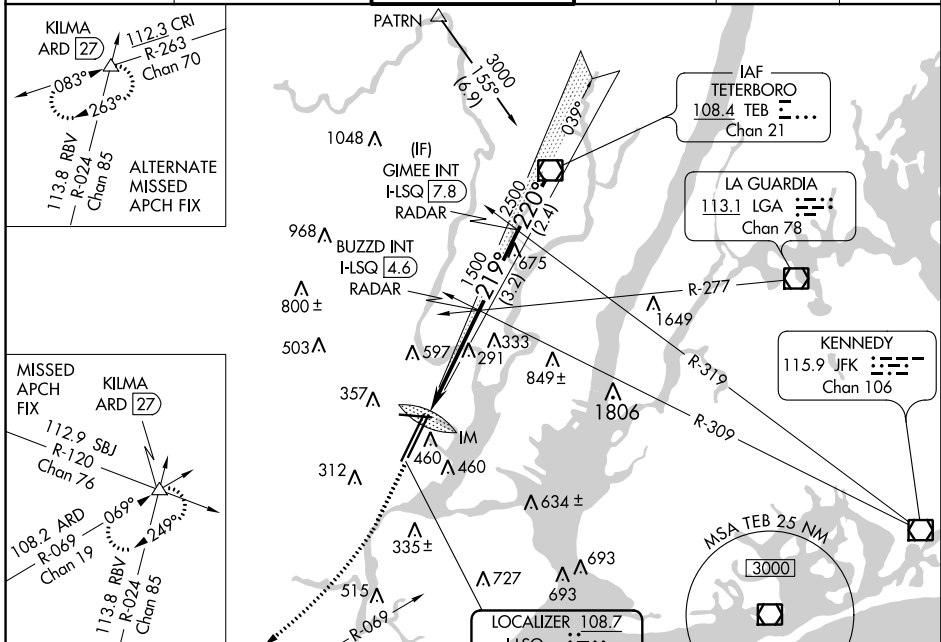 KILMA
ARD 27
112.3 CRI
R-263
Chan 70
083°
263°
113.8 RBV
R-024
Chan 85
ALTERNATE
MISSED
APCH FIX
PATRN
3000
155°
(6.9)
039°
IAF
TETERBORO
108.4 TEB
Chan 21
1048
(IF)
GIMEE INT
I-LSQ 7.8
RADAR
2500
220°
(2.4)
LA GUARDIA
113.1 LGA
Chan 78
968
BUZZD INT
I-LSQ 4.6
RADAR
675
1500
219°
(3.2)
R-277
800 ±
1649
503
597
333
291
849 ±
R-319
KENNEDY
115.9 JFK
Chan 106
357
1806
R-309
IM
460
460
MISSED
APCH
FIX
KILMA
ARD 27
112.9 SBJ
R-120
Chan 76
069°
249°
108.2 ARD
R-069
Chan 19
113.8 RBV
R-024
Chan 85
312
634 ±
335 ±
693
693
727
515
R-069
MSA TEB 25 NM
3000
LOCALIZER 108.7